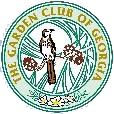 THE GARDEN CLUB OF GEORGIA